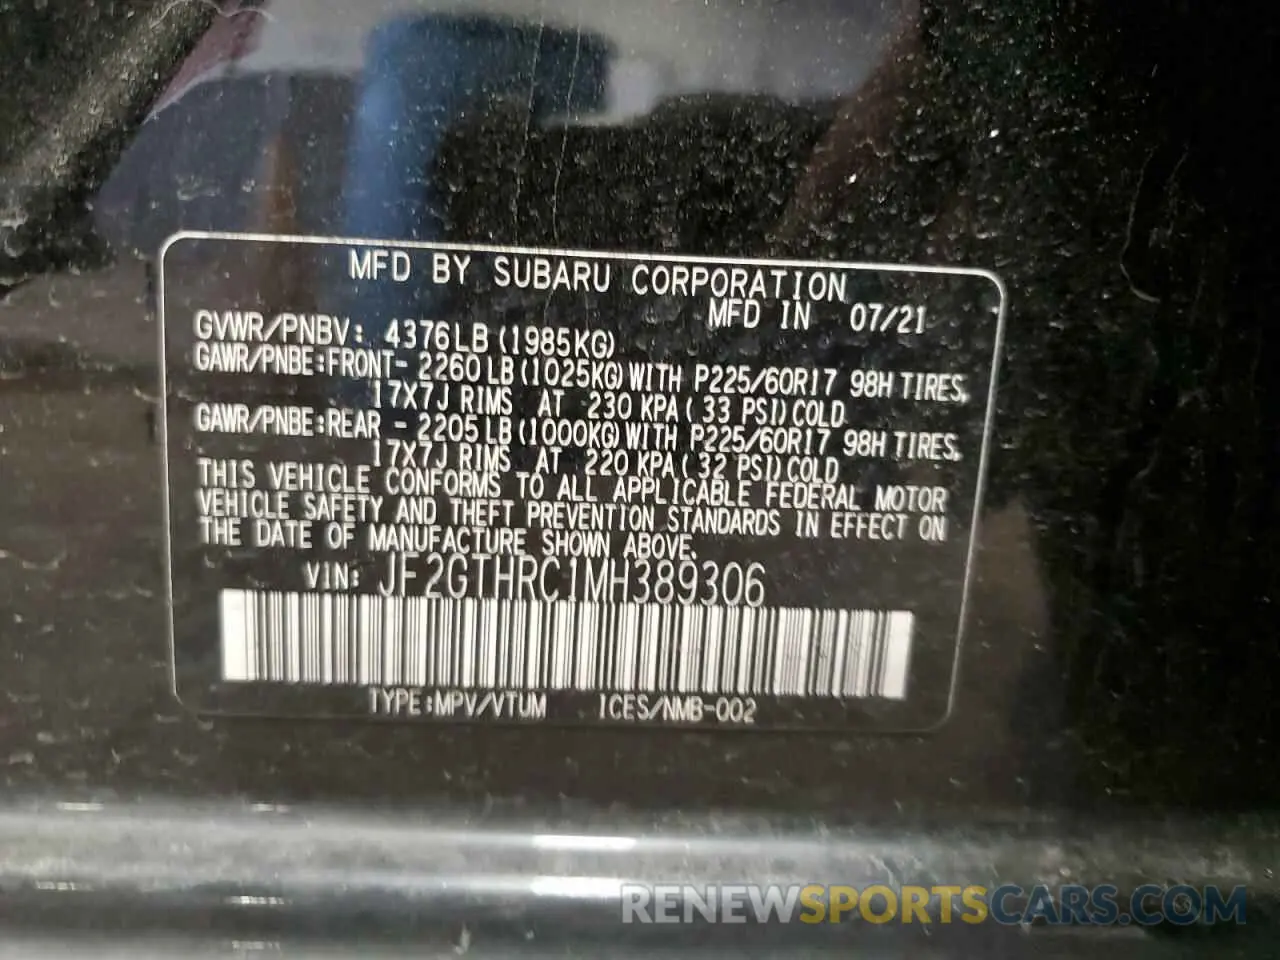 MFD BY SUBARU CORPORATION
MFD IN 07/21
GVWR/PNBV: 4376LB (1985KG)
GAWR/PNBE:FRONT- 2260 LB (1025KG) WITH P225/60R17 98H TIRES,
17X7J RIMS AT 230 KPA ( 33 PSI) COLD
GAWR/PNBE:REAR - 2205 LB (1000KG) WITH P225/60R17 98H TIRES,
17X7J RIMS AT 220 KPA ( 32 PSI) COLD
THIS VEHICLE CONFORMS TO ALL APPLICABLE FEDERAL MOTOR
VEHICLE SAFETY AND THEFT PREVENTION STANDARDS IN EFFECT ON
THE DATE OF MANUFACTURE SHOWN ABOVE.
VIN: JF2GTHRC1MH389306
TYPE:MPV/VTUM ICES/NMB-002
RENEWSPORTSCARS.COM